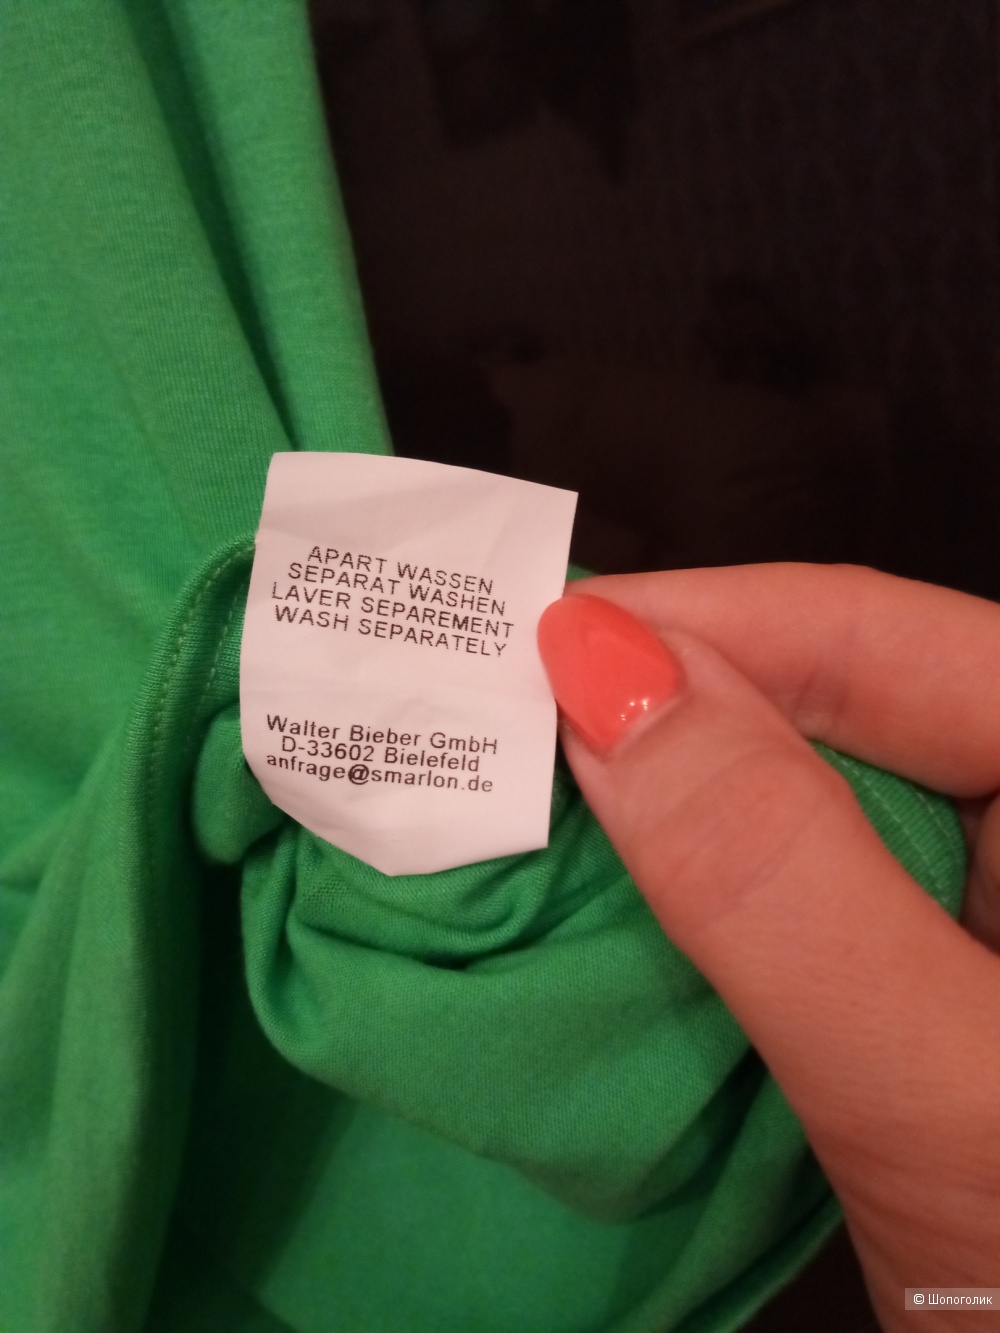 APART WASSEN
SEPARAT WASHEN
LAVER SEPAREMENT
WASH SEPARATELY
Walter Bieber GmbH
D-33602 Bielefeld
anfrage@smarlon.de
© Шопоголик